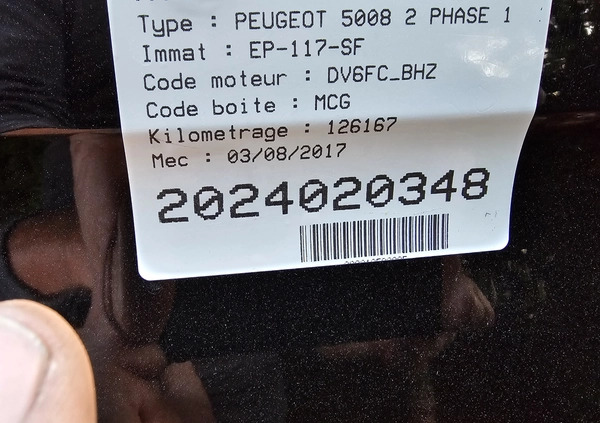 Type : PEUGEOT 5008 2 PHASE 1
Immat : EP-117-SF
Code moteur : DV6FC_BHZ
Code boite : MCG
Kilometrage : 126167
Mec : 03/08/2017
2024020348